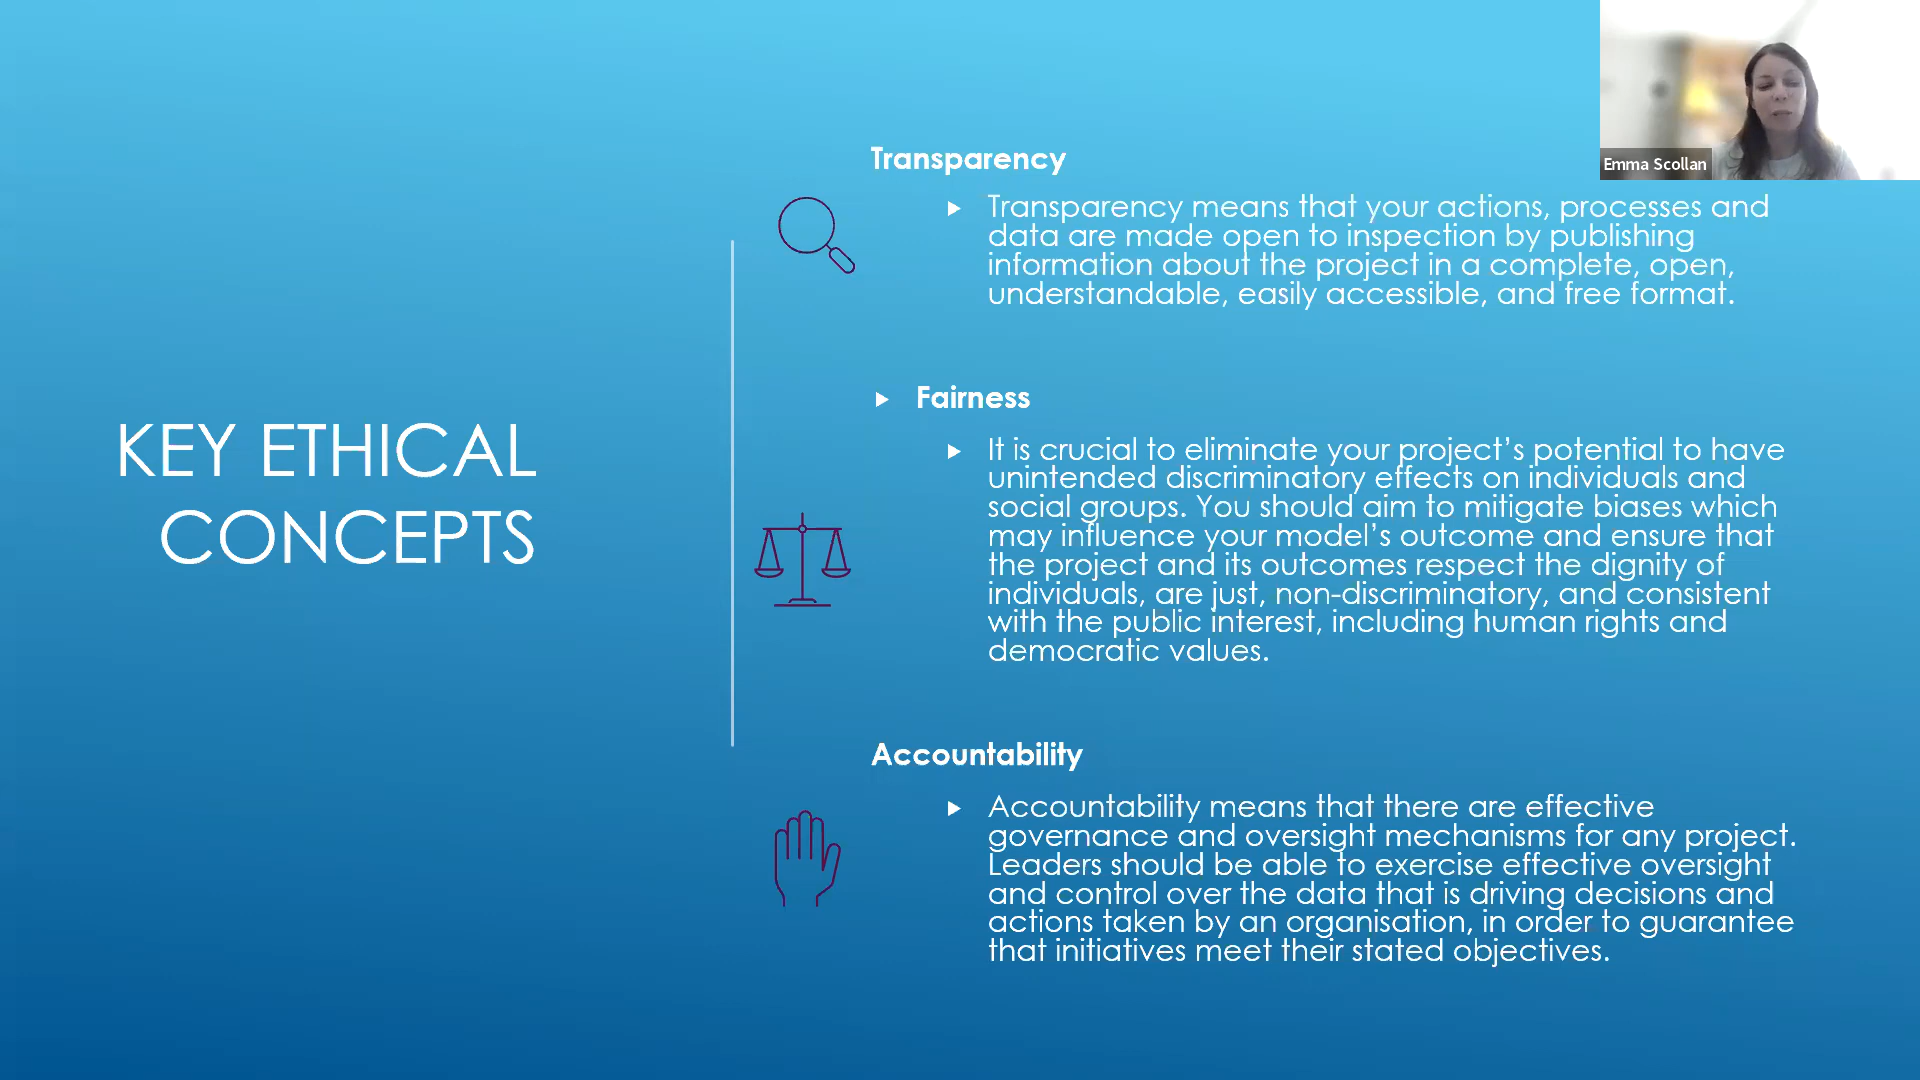 Emma Scollan
KEY ETHICAL
CONCEPTS
Transparency
Transparency means that your actions, processes and
data are made open to inspection by publishing
information about the project in a complete, open,
understandable, easily accessible, and free format.
Fairness
It is crucial to eliminate your project’s potential to have
unintended discriminatory effects on individuals and
social groups. You should aim to mitigate biases which
may influence your model’s outcome and ensure that
the project and its outcomes respect the dignity of
individuals, are just, non-discriminatory, and consistent
with the public interest, including human rights and
democratic values.
Accountability
Accountability means that there are effective
governance and oversight mechanisms for any project.
Leaders should be able to exercise effective oversight
and control over the data that is driving decisions and
actions taken by an organisation, in order to guarantee
that initiatives meet their stated objectives.